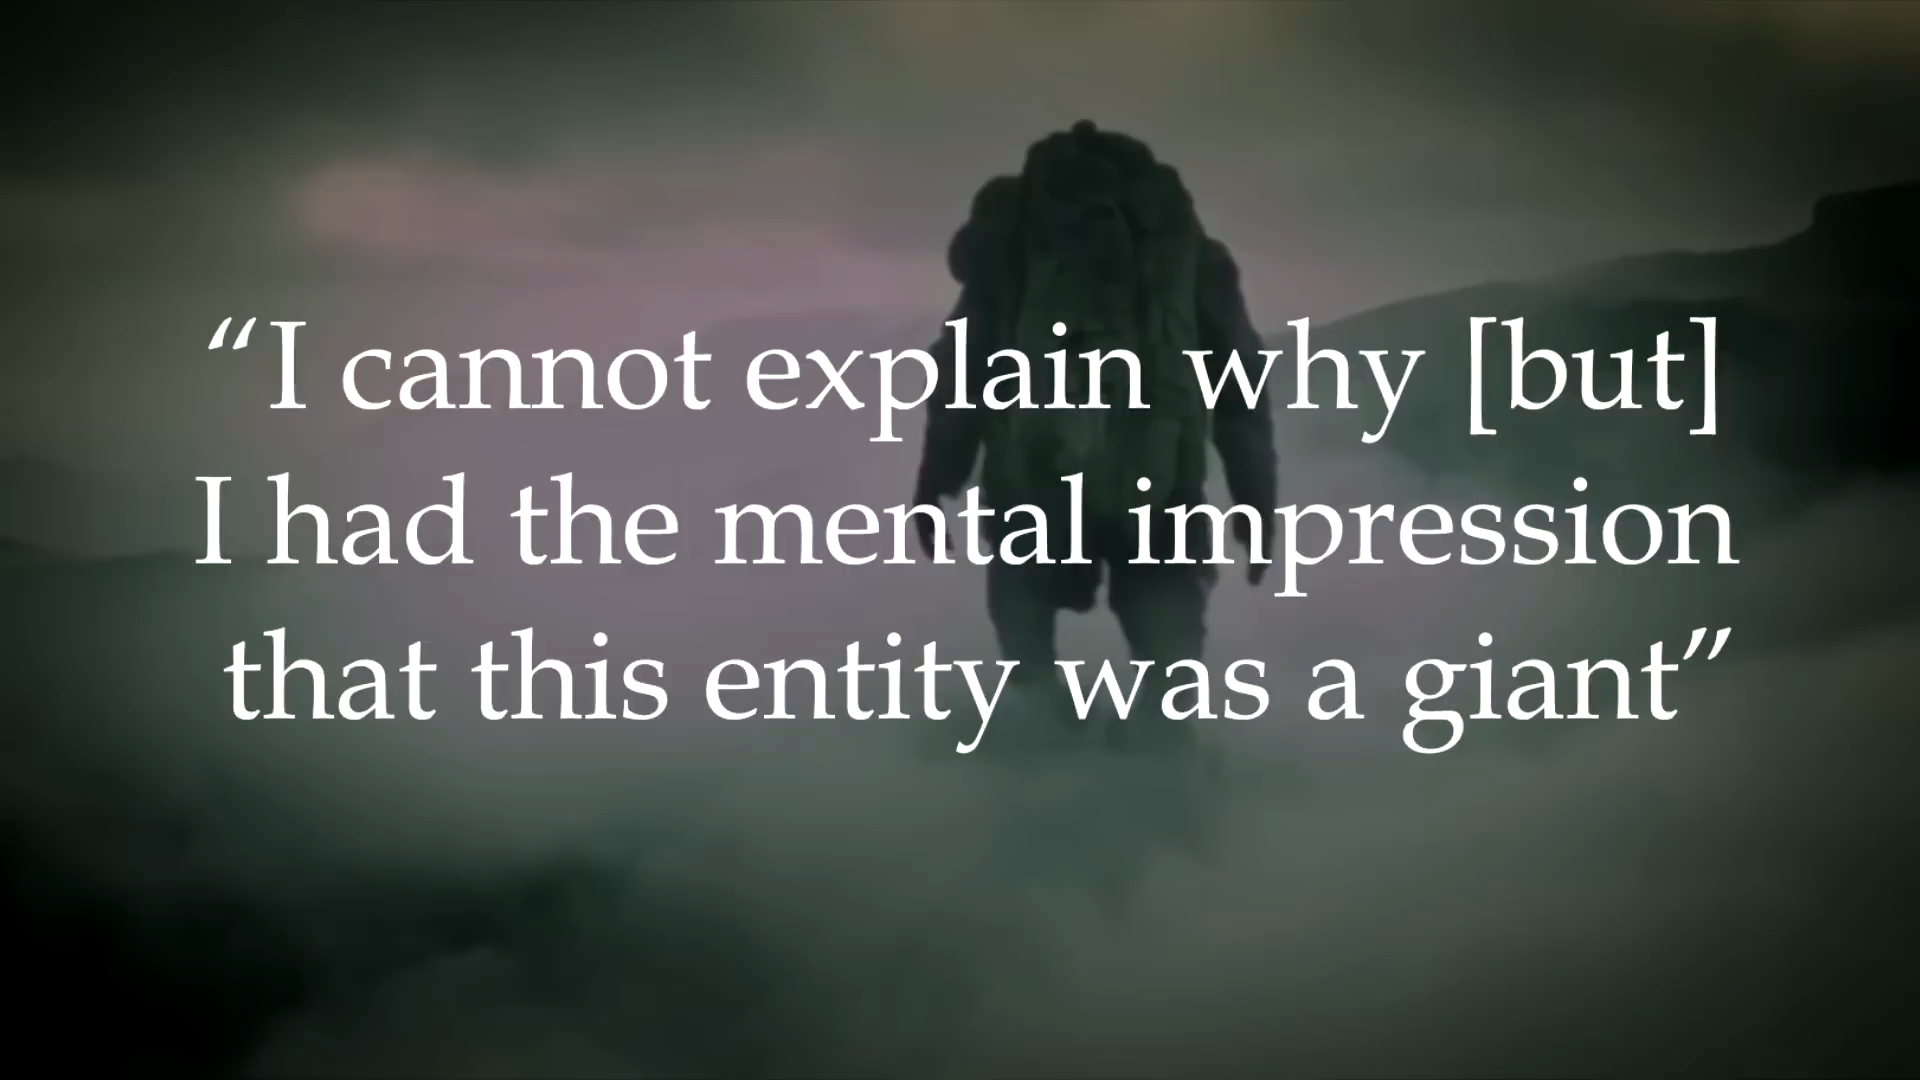 “I cannot explain why [but]
I had the mental impression
that this entity was a giant”